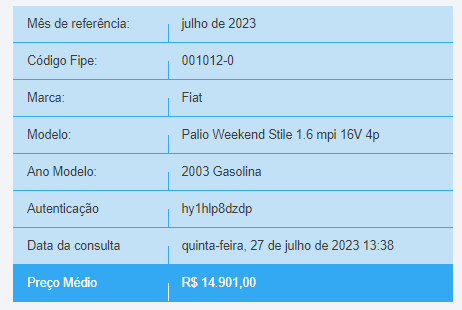 Mês de referência: julho de 2023
Código Fipe: 001012-0
Marca: Fiat
Modelo: Palio Weekend Stile 1.6 mpi 16V 4p
Ano Modelo: 2003 Gasolina
Autenticação hy1hlp8dzdp
Data da consulta quinta-feira, 27 de julho de 2023 13:38
Preço Médio R$ 14.901,00